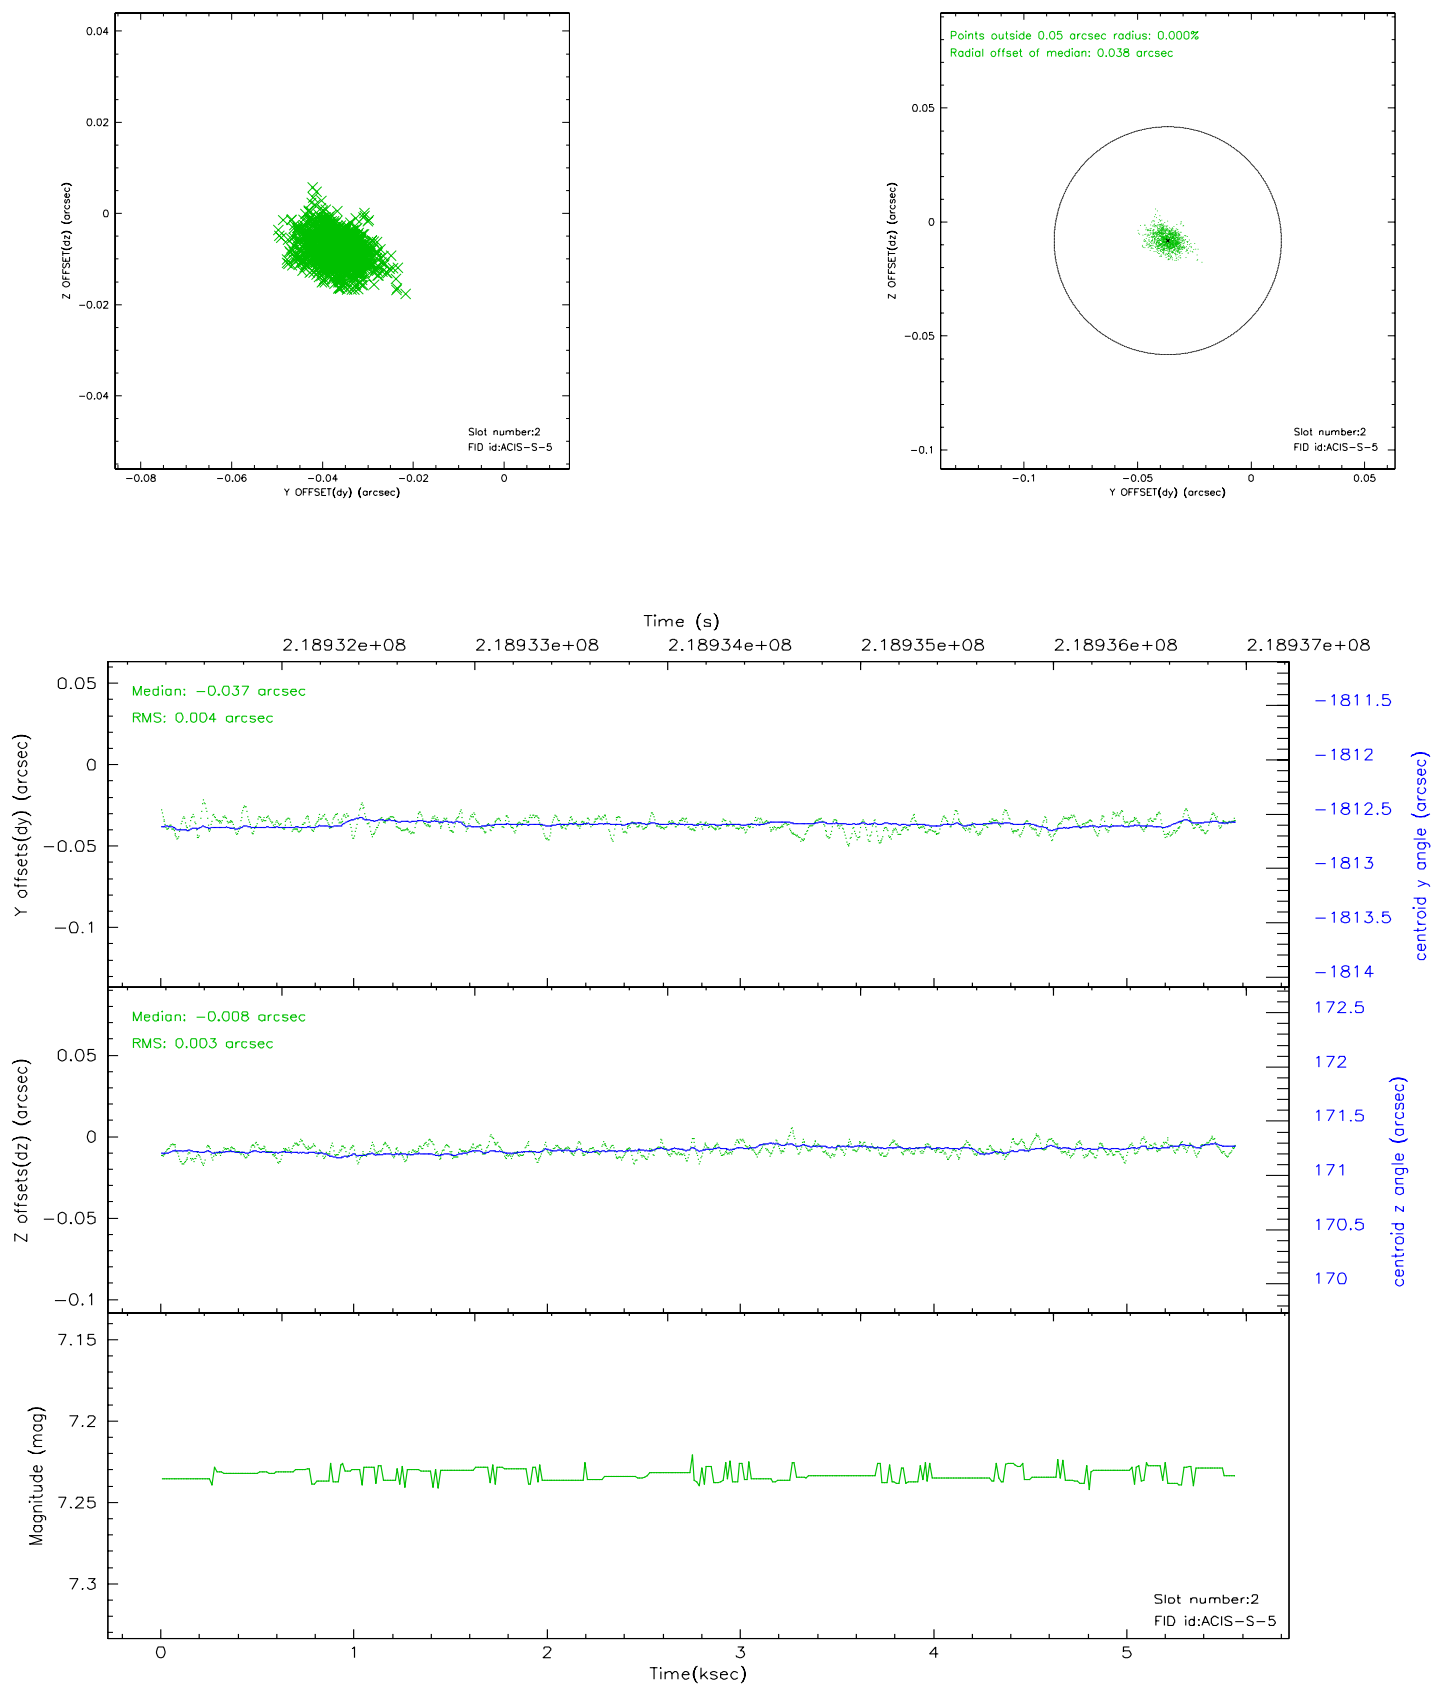 0.04
0.02
0
-0.02
-0.04
Z OFFSET(dz) (arcsec)
Slot number:2
FID id:ACIS-S-5
-0.08 -0.06 -0.04 -0.02 0
Y OFFSET(dy) (arcsec)
Points outside 0.05 arcsec radius: 0.000%
Radial offset of median: 0.038 arcsec
0.05
0
-0.05
-0.1
Z OFFSET(dz) (arcsec)
Slot number:2
FID id:ACIS-S-5
-0.1 -0.05 0 0.05
Y OFFSET(dy) (arcsec)
Time (s)
2.18932e+08 2.18933e+08 2.18934e+08 2.18935e+08 2.18936e+08 2.18937e+08
Median: -0.037 arcsec
RMS: 0.004 arcsec
0.05
0
-0.05
-0.1
Y offsets(dy) (arcsec)
-1811.5
-1812
-1812.5
-1813
-1813.5
-1814
centroid y angle (arcsec)
Median: -0.008 arcsec
RMS: 0.003 arcsec
0.05
0
-0.05
-0.1
Z offsets(dz) (arcsec)
172.5
172
171.5
171
170.5
170
centroid z angle (arcsec)
7.15
7.2
7.25
7.3
Magnitude (mag)
Slot number:2
FID id:ACIS-S-5
0 1 2 3 4 5
Time(ksec)